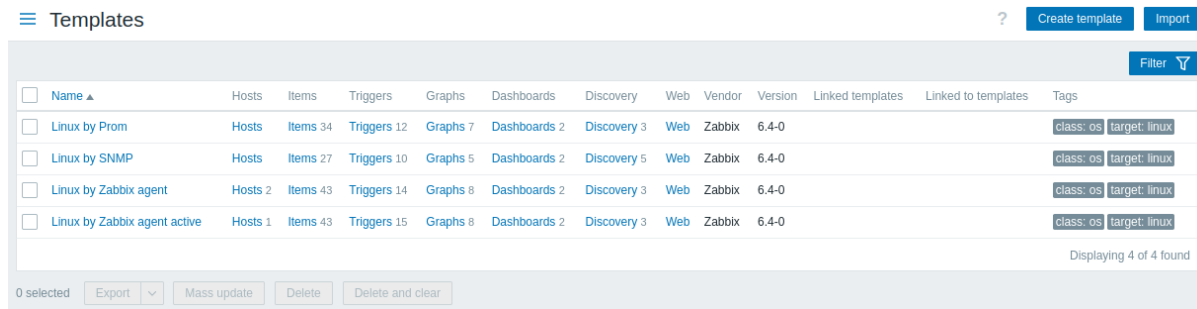 Templates ? Create template Import
Filter
Name Hosts Items Triggers Graphs Dashboards Discovery Web Vendor Version Linked templates Linked to templates Tags
Linux by Prom Hosts Items 34 Triggers 12 Graphs 7 Dashboards 2 Discovery 3 Web Zabbix 6.4-0 class: os target: linux
Linux by SNMP Hosts Items 27 Triggers 10 Graphs 5 Dashboards 2 Discovery 5 Web Zabbix 6.4-0 class: os target: linux
Linux by Zabbix agent Hosts 2 Items 43 Triggers 14 Graphs 8 Dashboards 2 Discovery 3 Web Zabbix 6.4-0 class: os target: linux
Linux by Zabbix agent active Hosts 1 Items 43 Triggers 15 Graphs 8 Dashboards 2 Discovery 3 Web Zabbix 6.4-0 class: os target: linux
Displaying 4 of 4 found
0 selected Export Mass update Delete Delete and clear